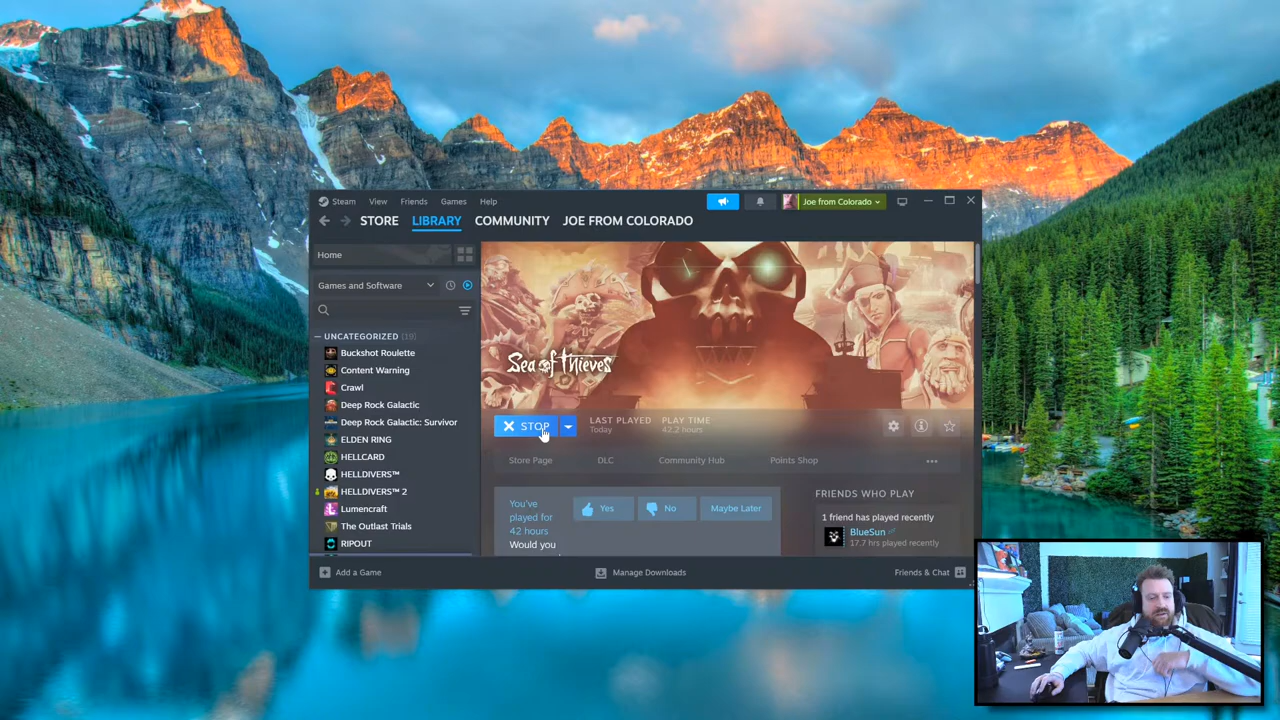 Steam View Friends Games Help Joe from Colorado
STORE LIBRARY COMMUNITY JOE FROM COLORADO
Home
Games and Software
UNCATEGORIZED (19)
Buckshot Roulette
Content Warning
Crawl
Deep Rock Galactic
Deep Rock Galactic: Survivor
ELDEN RING
HELLCARD
HELLDIVERS™
HELLDIVERS™ 2
Lumencraft
The Outlast Trials
RIPOUT
Sea of Thieves
STOP
LAST PLAYED
Today
PLAY TIME
42.2 hours
Store Page DLC Community Hub Points Shop
You've
played for
42 hours
Would you
Yes No Maybe Later
FRIENDS WHO PLAY
1 friend has played recently
BlueSun
17.7 hrs played recently
Add a Game Manage Downloads Friends & Chat